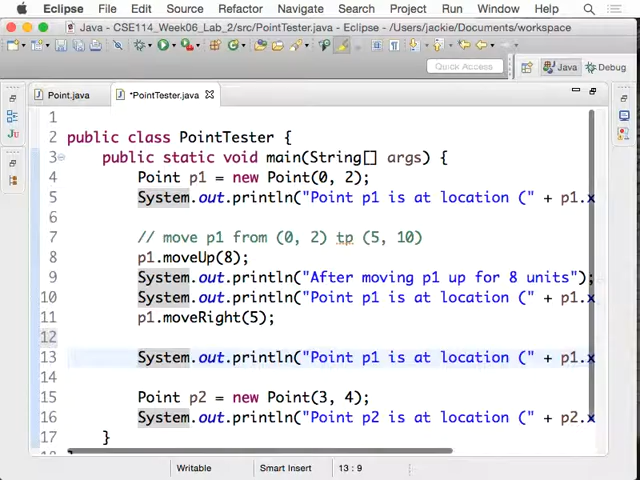 Eclipse File Edit Source Refactor Navigate Search Project Run Window Help
Java - CSE114_Week06_Lab_2/src/PointTester.java - Eclipse - /Users/jackie/Documents/workspace
Quick Access Java Debug
Point.java *PointTester.java
1
2 public class PointTester {
3 public static void main(String[] args) {
4 Point p1 = new Point(0, 2);
5 System.out.println("Point p1 is at location (" + p1.x
6
7 // move p1 from (0, 2) tp (5, 10)
8 p1.moveUp(8);
9 System.out.println("After moving p1 up for 8 units");
10 System.out.println("Point p1 is at location (" + p1.x
11 p1.moveRight(5);
12
13 System.out.println("Point p1 is at location (" + p1.x
14
15 Point p2 = new Point(3, 4);
16 System.out.println("Point p2 is at location (" + p2.x
17 }
Writable Smart Insert 13 : 9